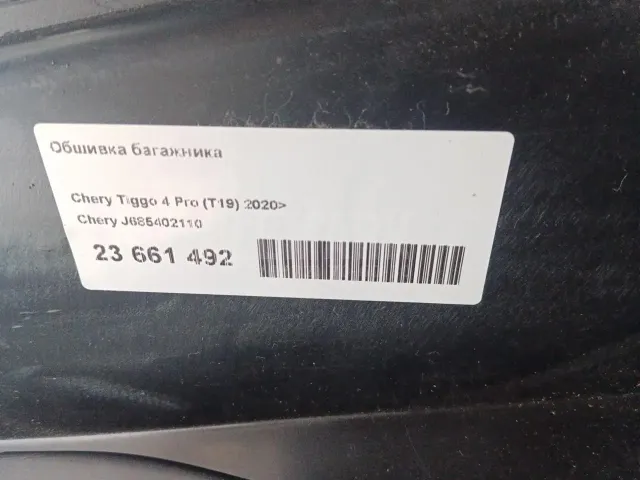 Обшивка багажника
Chery Tiggo 4 Pro (T19) 2020>
Chery J685402110
23 661 492